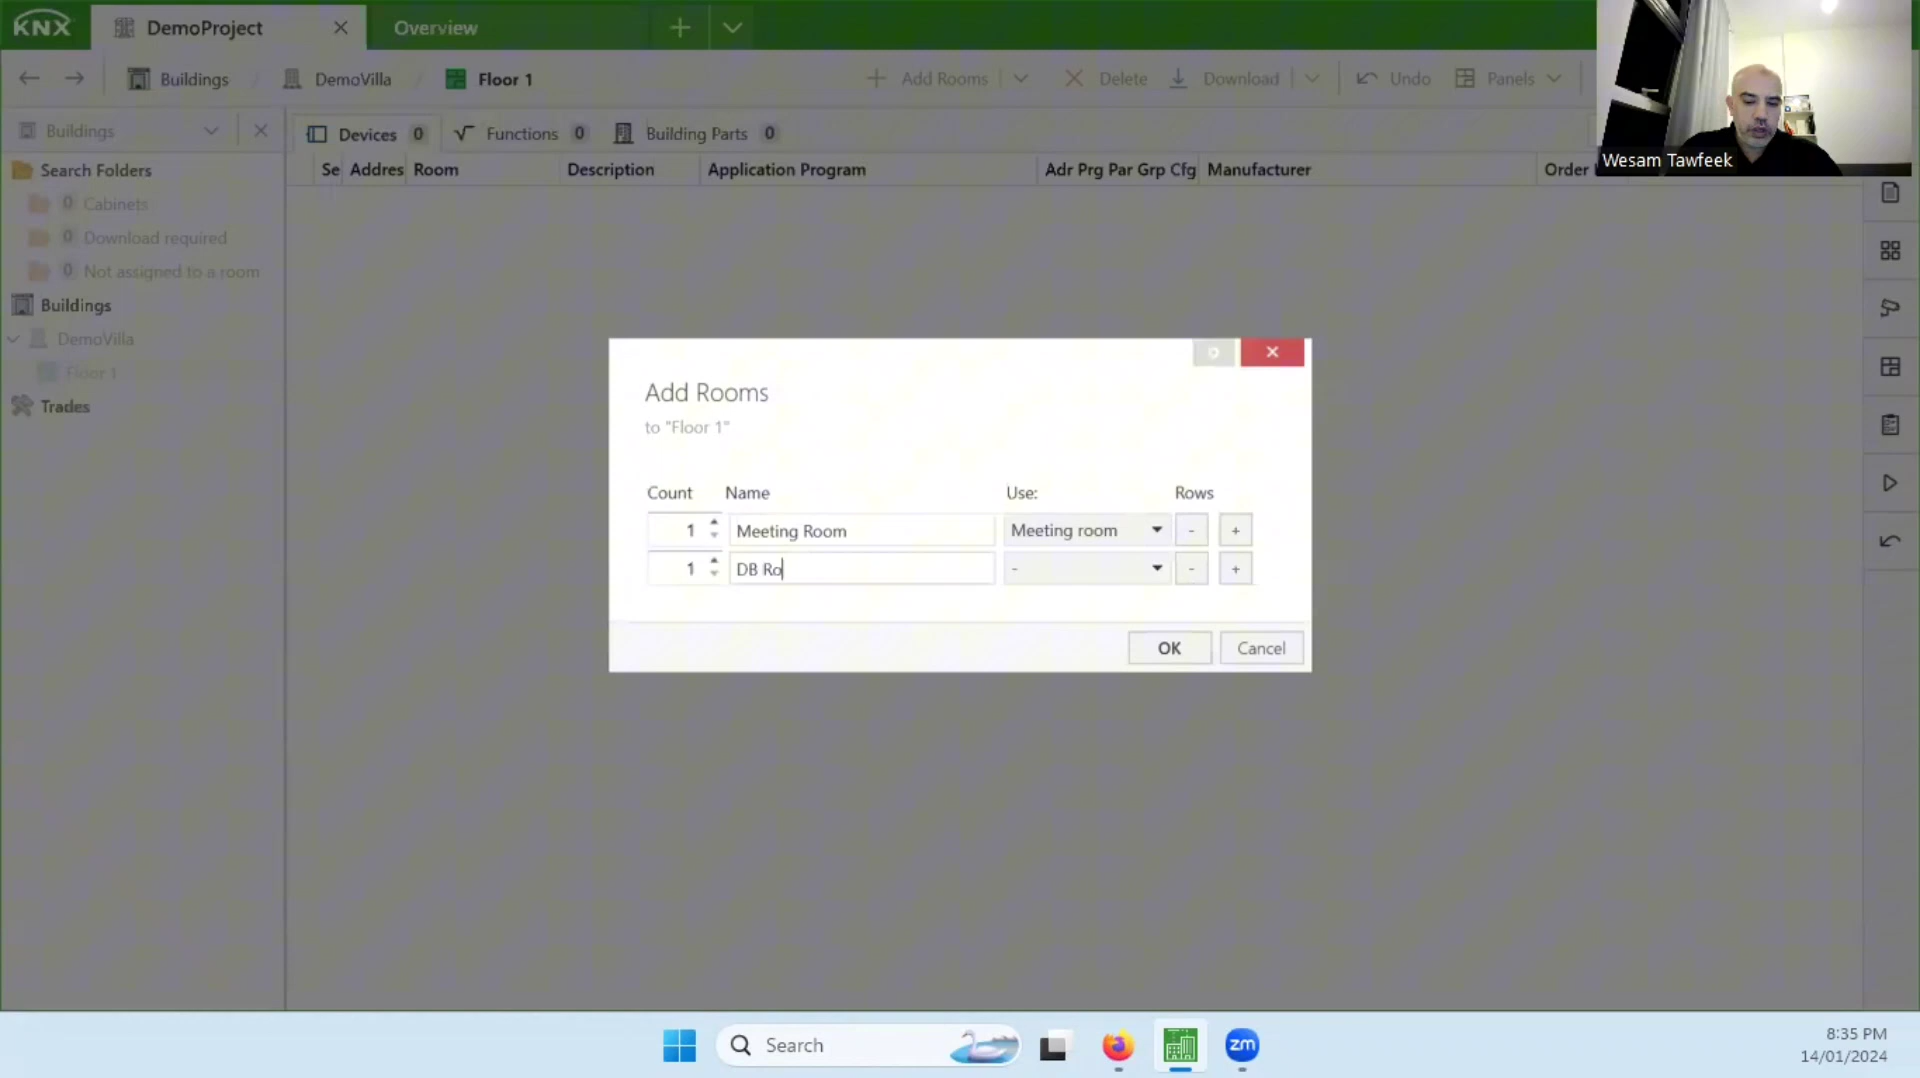 KNX DemoProject Overview
Buildings DemoVilla Floor 1 Add Rooms Delete Download Undo Panels
Wesam Tawfeek
Buildings
Devices 0 Functions 0 Building Parts 0
Search Folders
Se Addres Room Description Application Program Adr Prg Par Grp Cfg Manufacturer Order
0 Cabinets
0 Download required
0 Not assigned to a room
Buildings
DemoVilla
Floor 1
Trades
Add Rooms
to "Floor 1"
Count Name Use: Rows
1 Meeting Room Meeting room - +
1 DB Ro - - +
OK Cancel
Search
zm
8:35 PM
14/01/2024